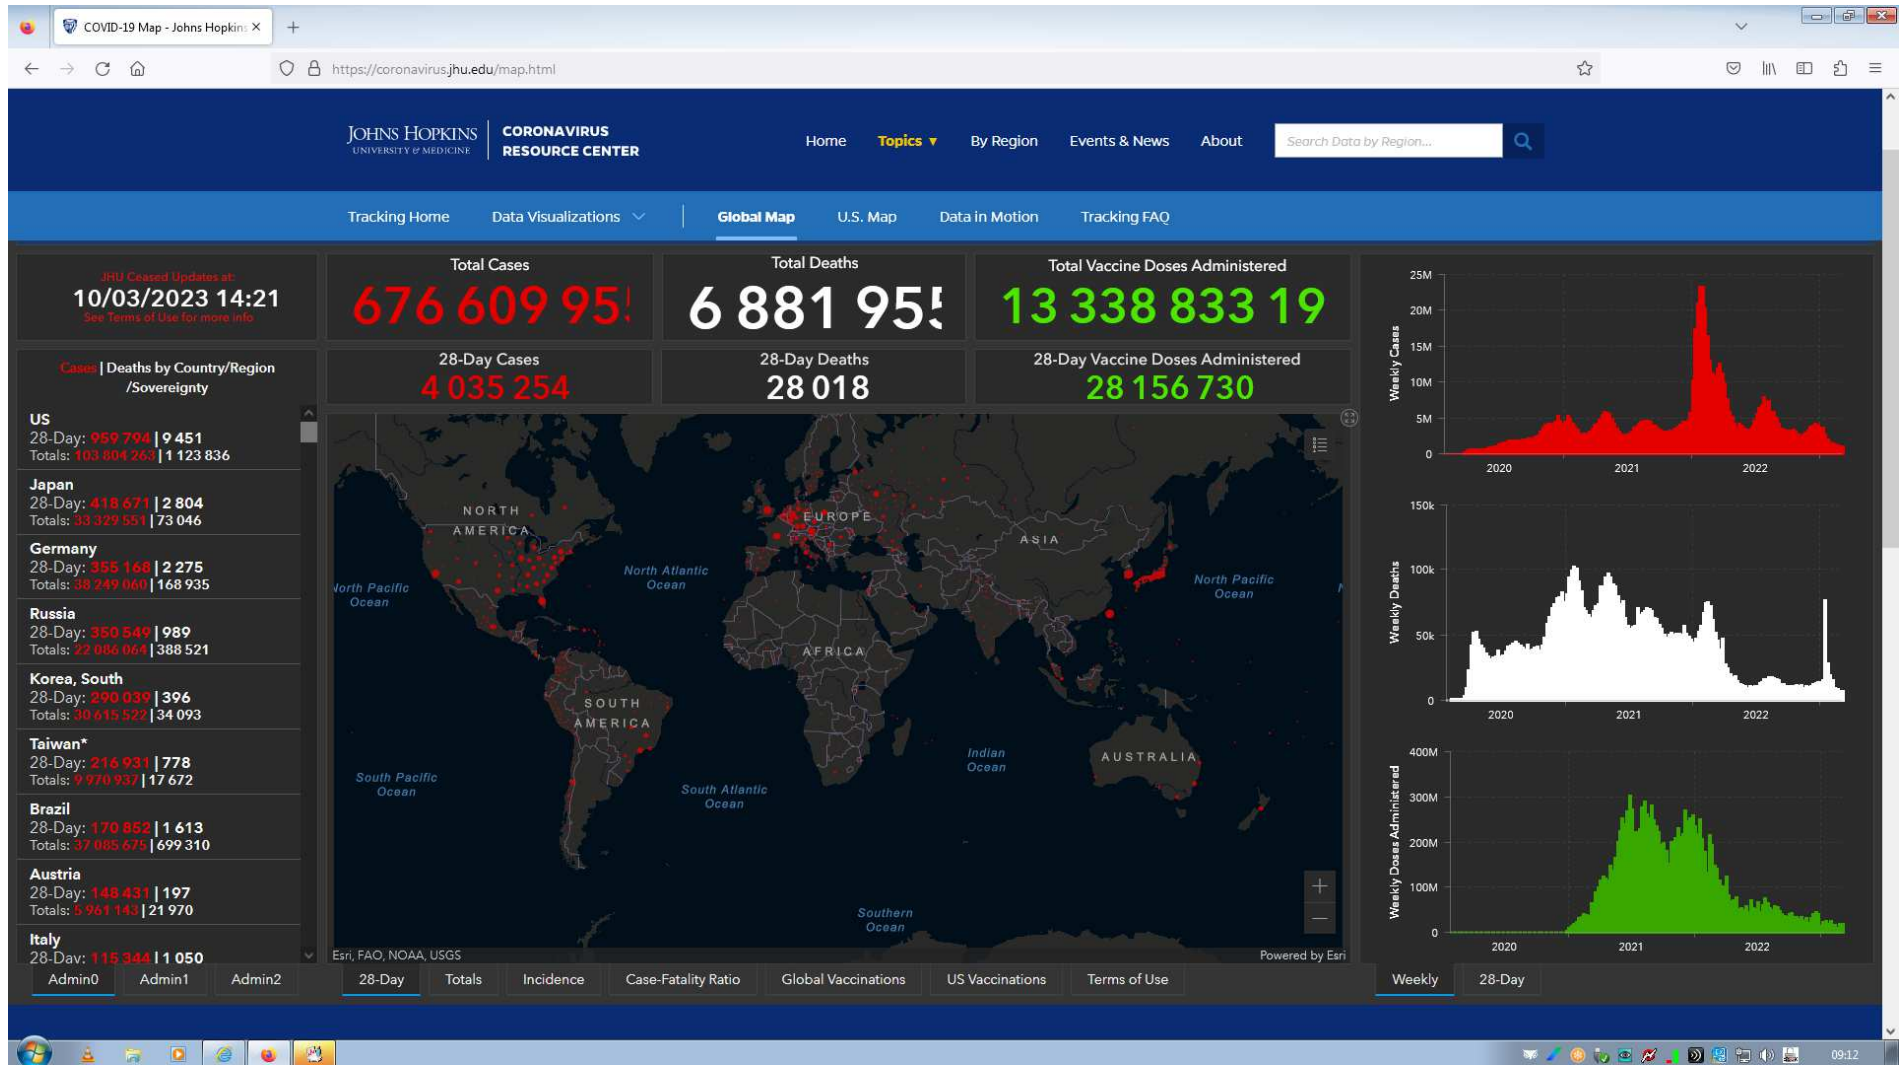 COVID-19 Map - Johns Hopkin
https://coronavirus.jhu.edu/map.html
JOHNS HOPKINS
UNIVERSITY & MEDICINE
CORONAVIRUS
RESOURCE CENTER
Home Topics ▼ By Region Events & News About Search Data by Region...
Tracking Home Data Visualizations Global Map U.S. Map Data in Motion Tracking FAQ
JHU Ceased Updates at:
10/03/2023 14:21
See Terms of Use for more info
Total Cases
676 609 95
Total Deaths
6 881 95
Total Vaccine Doses Administered
13 338 833 19
28-Day Cases
4 035 254
28-Day Deaths
28 018
28-Day Vaccine Doses Administered
28 156 730
Cases | Deaths by Country/Region
/Sovereignty
US
28-Day: 959 794 | 9 451
Totals: 103 804 263 | 1 123 836
Japan
28-Day: 418 671 | 2 804
Totals: 33 329 551 | 73 046
Germany
28-Day: 355 168 | 2 275
Totals: 38 249 060 | 168 935
Russia
28-Day: 350 549 | 989
Totals: 22 086 064 | 388 521
Korea, South
28-Day: 290 039 | 396
Totals: 30 615 522 | 34 093
Taiwan*
28-Day: 216 931 | 778
Totals: 9 970 937 | 17 672
Brazil
28-Day: 170 852 | 1 613
Totals: 37 085 675 | 699 310
Austria
28-Day: 148 431 | 197
Totals: 5 961 143 | 21 970
Italy
28-Day: 115 344 | 1 050
Admin0 Admin1 Admin2
NORTH
AMERICA
EUROPE
ASIA
North Atlantic
Ocean
North Pacific
Ocean
North Pacific
Ocean
AFRICA
SOUTH
AMERICA
Indian
Ocean
AUSTRALIA
South Pacific
Ocean
South Atlantic
Ocean
Southern
Ocean
Esri, FAO, NOAA, USGS
Powered by Esri
28-Day Totals Incidence Case-Fatality Ratio Global Vaccinations US Vaccinations Terms of Use
Weekly Cases
25M
20M
15M
10M
5M
0
2020 2021 2022
Weekly Deaths
150k
100k
50k
0
2020 2021 2022
Weekly Doses Administered
400M
300M
200M
100M
0
2020 2021 2022
Weekly 28-Day
09:12